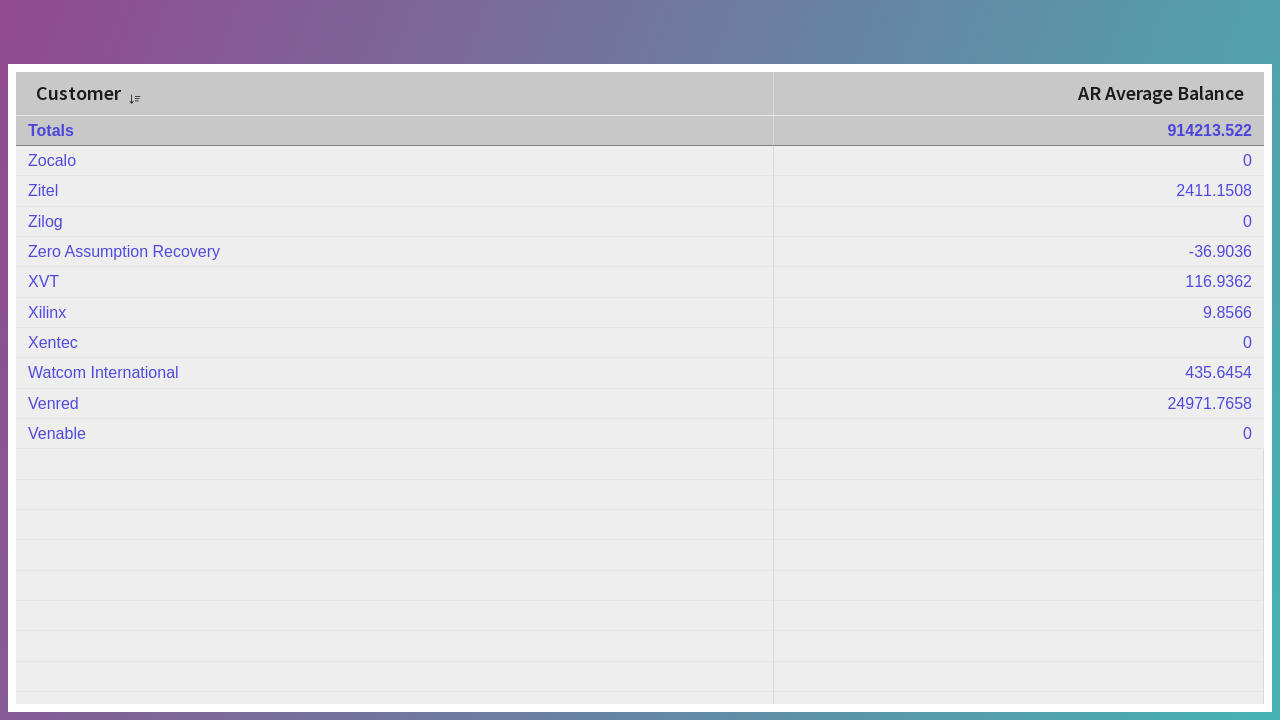 Customer AR Average Balance
Totals 914213.522
Zocalo 0
Zitel 2411.1508
Zilog 0
Zero Assumption Recovery -36.9036
XVT 116.9362
Xilinx 9.8566
Xentec 0
Watcom International 435.6454
Venred 24971.7658
Venable 0